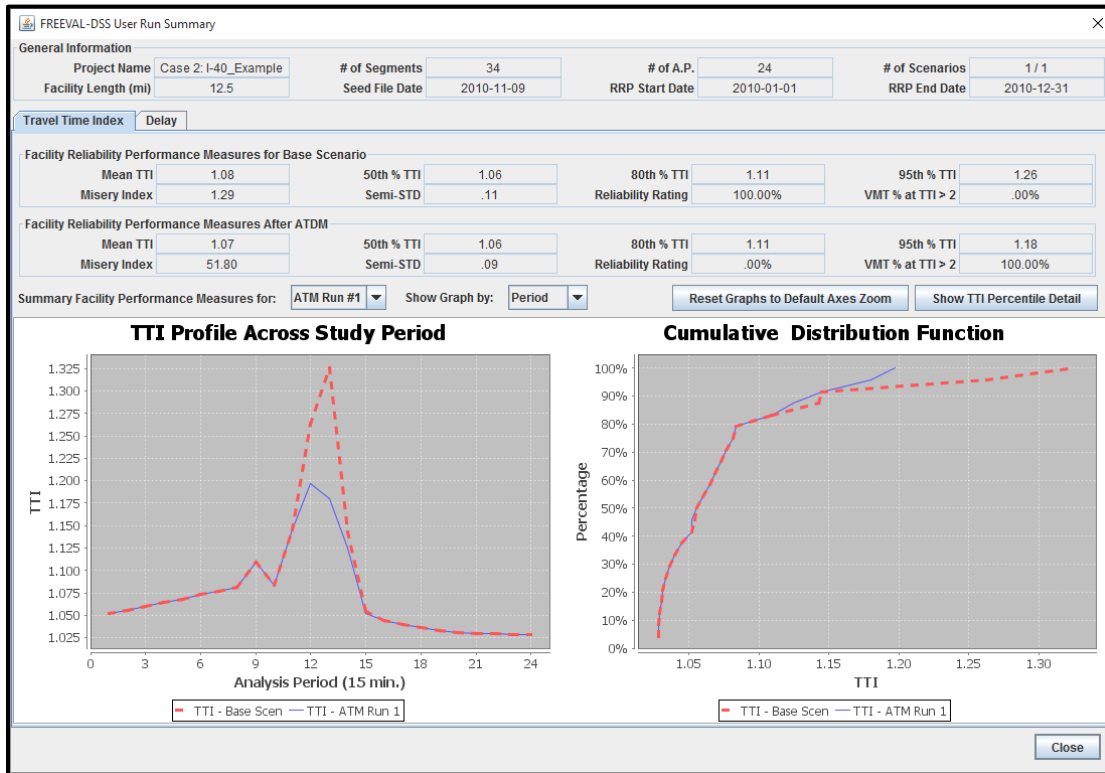 FREEVAL-DSS User Run Summary
General Information
Project Name Case 2: I-40_Example # of Segments 34 # of A.P. 24 # of Scenarios 1 / 1
Facility Length (mi) 12.5 Seed File Date 2010-11-09 RRP Start Date 2010-01-01 RRP End Date 2010-12-31
Travel Time Index Delay
Facility Reliability Performance Measures for Base Scenario
Mean TTI 1.08 50th % TTI 1.06 80th % TTI 1.11 95th % TTI 1.26
Misery Index 1.29 Semi-STD .11 Reliability Rating 100.00% VMT % at TTI > 2 .00%
Facility Reliability Performance Measures After ATDM
Mean TTI 1.07 50th % TTI 1.06 80th % TTI 1.11 95th % TTI 1.18
Misery Index 51.80 Semi-STD .09 Reliability Rating .00% VMT % at TTI > 2 100.00%
Summary Facility Performance Measures for: ATM Run #1 Show Graph by: Period Reset Graphs to Default Axes Zoom Show TTI Percentile Detail
TTI Profile Across Study Period
1.325
1.300
1.275
1.250
1.225
1.200
1.175
1.150
1.125
1.100
1.075
1.050
1.025
TTI
0 3 6 9 12 15 18 21 24
Analysis Period (15 min.)
TTI - Base Scen TTI - ATM Run 1
Cumulative Distribution Function
100%
90%
80%
70%
60%
50%
40%
30%
20%
10%
0%
Percentage
1.05 1.10 1.15 1.20 1.25 1.30
TTI
TTI - Base Scen TTI - ATM Run 1
Close